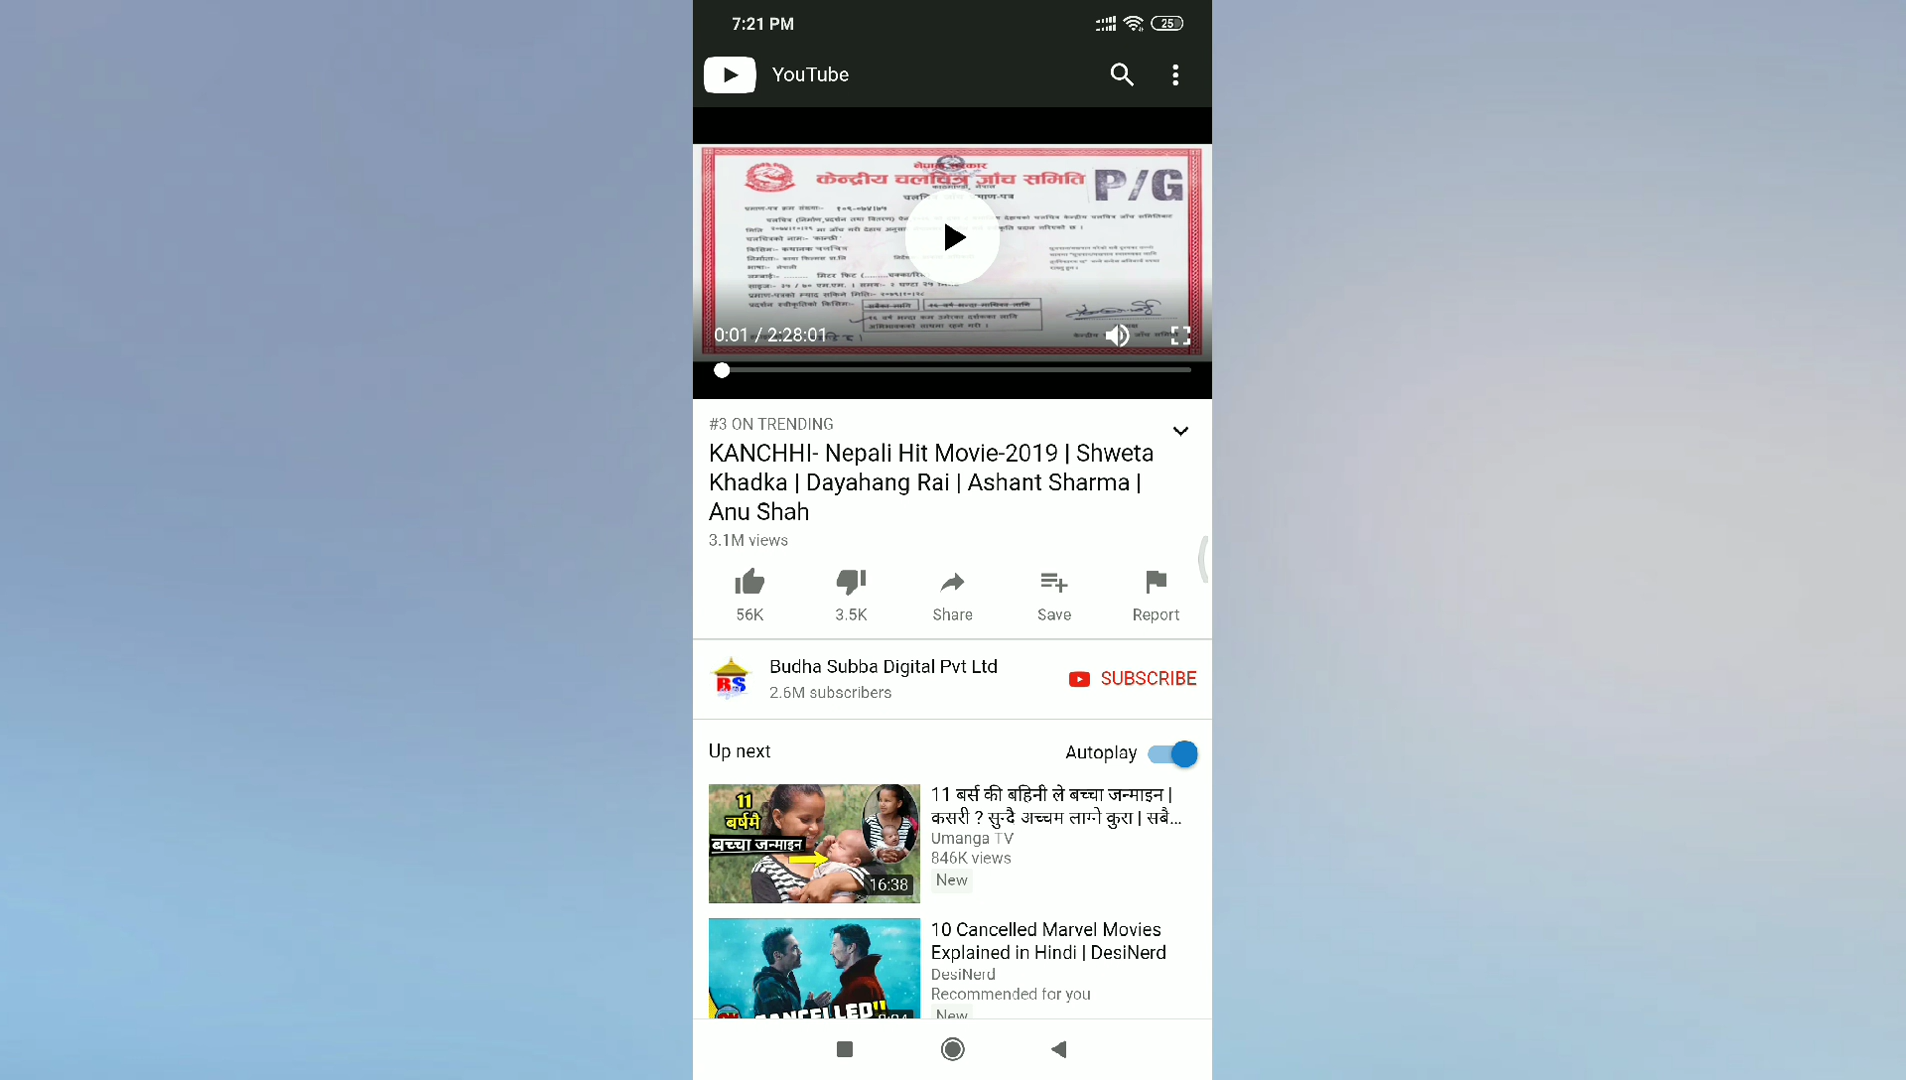 7:21 PM
25
YouTube
नेपाल सरकार
केन्द्रीय चलचित्र जाँच समिति
P/G
0:01 / 2:28:01
#3 ON TRENDING
KANCHHI- Nepali Hit Movie-2019 | Shweta
Khadka | Dayahang Rai | Ashant Sharma |
Anu Shah
3.1M views
56K
3.5K
Share
Save
Report
BS
Budha Subba Digital Pvt Ltd
2.6M subscribers
SUBSCRIBE
Up next
Autoplay
11
बर्षमै
बच्चा जन्माइन
16:38
11 बर्स की बहिनी ले बच्चा जन्माइन |
कसरी ? सुन्दै अच्चम लाग्ने कुरा | सबै...
Umanga TV
846K views
New
10 Cancelled Marvel Movies
Explained in Hindi | DesiNerd
DesiNerd
Recommended for you
New
CANCELLED"